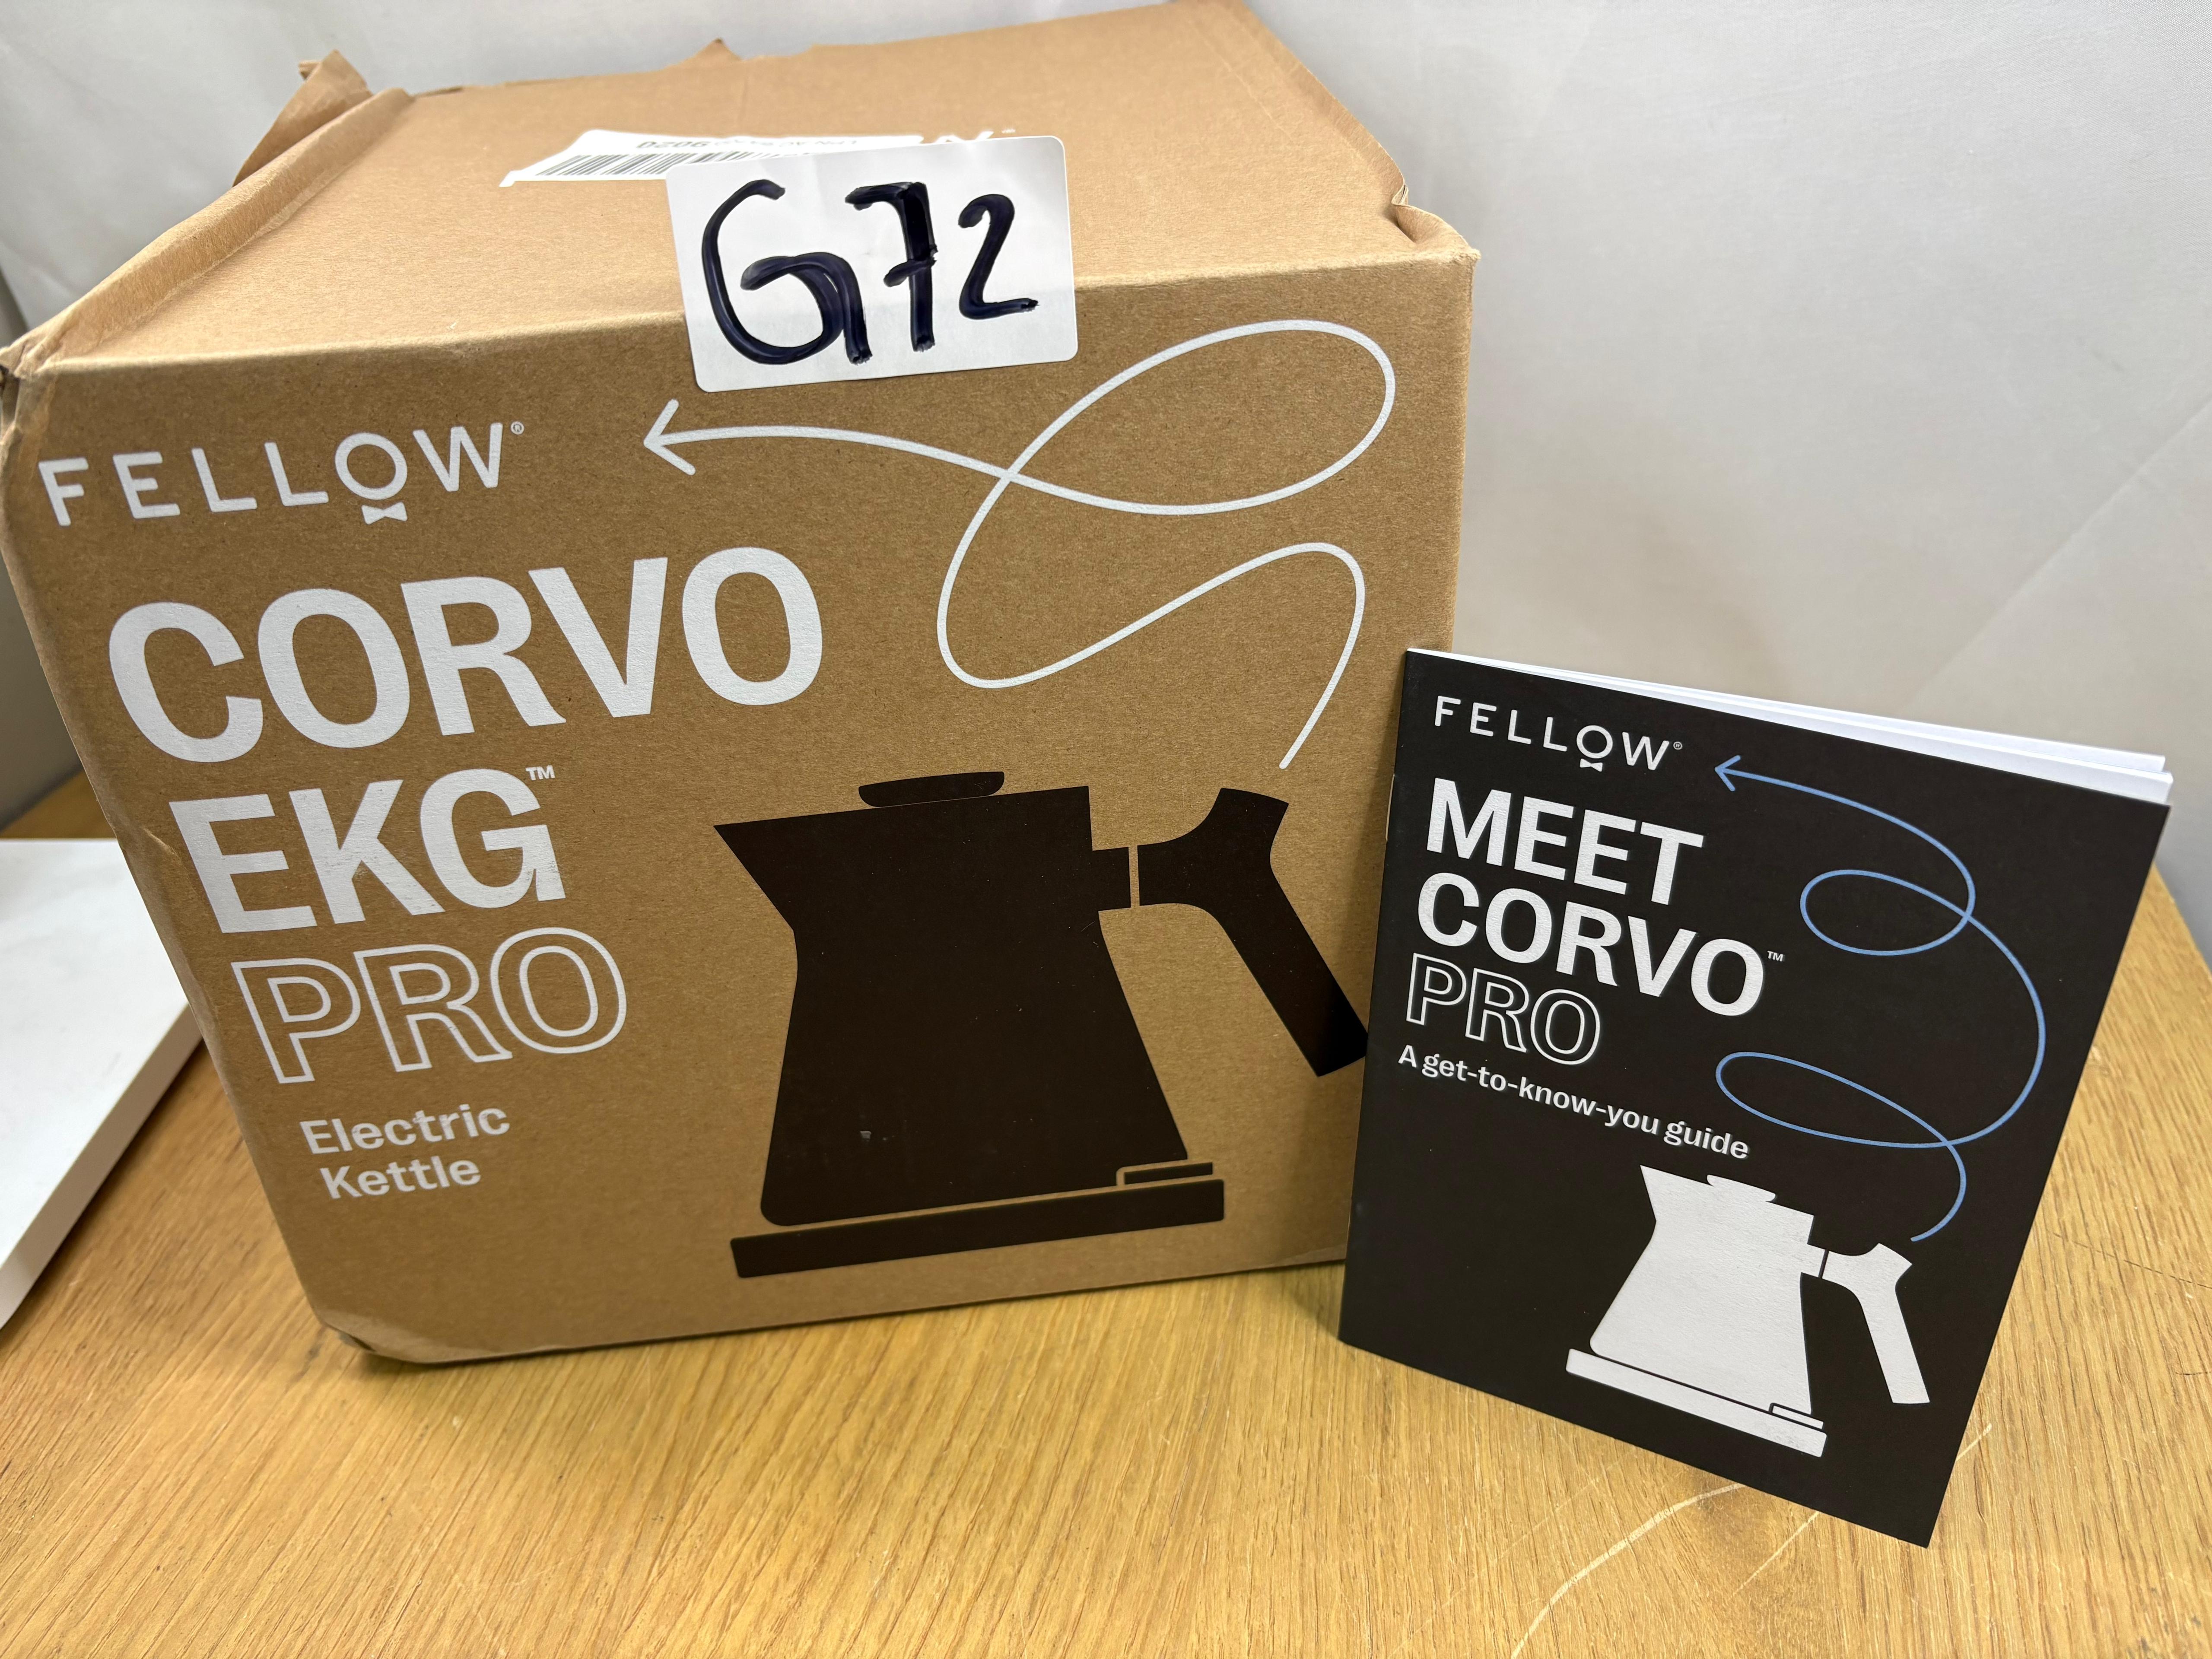 G72
FELLOW®
CORVO
EKG™
PRO
Electric
Kettle
FELLOW®
MEET
CORVO™
PRO
A get-to-know-you guide